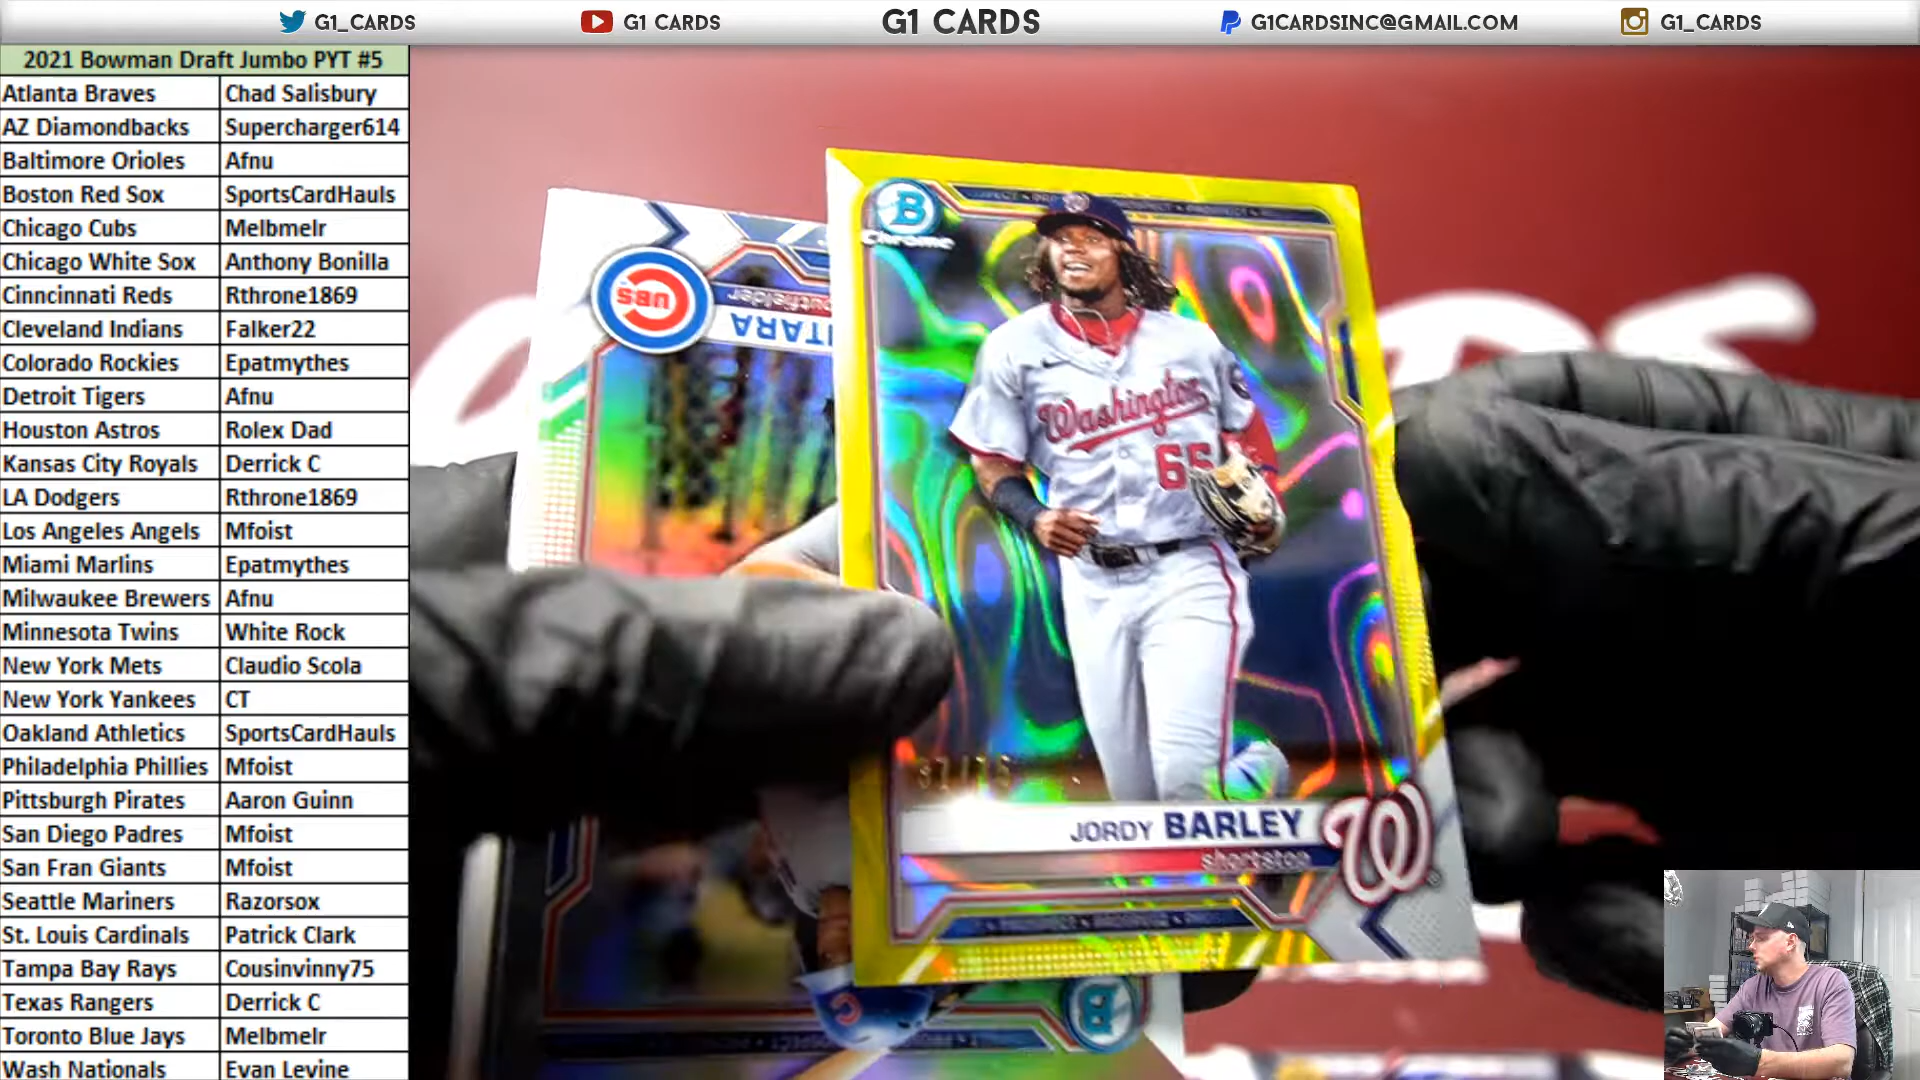 G1_CARDS
G1 CARDS
G1 CARDS
G1CARDSINC@GMAIL.COM
G1_CARDS
2021 Bowman Draft Jumbo PYT #5
Atlanta Braves Chad Salisbury
AZ Diamondbacks Supercharger614
Baltimore Orioles Afnu
Boston Red Sox SportsCardHauls
Chicago Cubs Melbmelr
Chicago White Sox Anthony Bonilla
Cinncinnati Reds Rthrone1869
Cleveland Indians Falker22
Colorado Rockies Epatmythes
Detroit Tigers Afnu
Houston Astros Rolex Dad
Kansas City Royals Derrick C
LA Dodgers Rthrone1869
Los Angeles Angels Mfoist
Miami Marlins Epatmythes
Milwaukee Brewers Afnu
Minnesota Twins White Rock
New York Mets Claudio Scola
New York Yankees CT
Oakland Athletics SportsCardHauls
Philadelphia Phillies Mfoist
Pittsburgh Pirates Aaron Guinn
San Diego Padres Mfoist
San Fran Giants Mfoist
Seattle Mariners Razorsox
St. Louis Cardinals Patrick Clark
Tampa Bay Rays Cousinvinny75
Texas Rangers Derrick C
Toronto Blue Jays Melbmelr
Wash Nationals Evan Levine
B
Chrome
CUBS
outfielder
Washington
65
JORDY BARLEY
shortstop
W
B